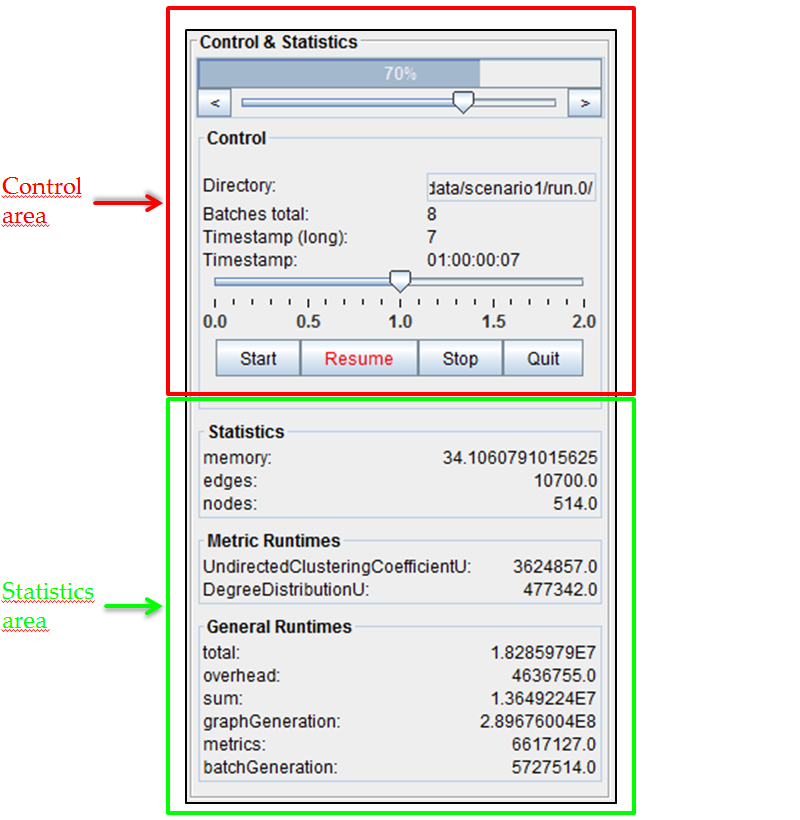 Control & Statistics
70%
< >
Control
Directory: data/scenario1/run.0/
Batches total: 8
Timestamp (long): 7
Timestamp: 01:00:00:07
0.0 0.5 1.0 1.5 2.0
Start Resume Stop Quit
Control
area
Statistics
memory: 34.1060791015625
edges: 10700.0
nodes: 514.0
Metric Runtimes
UndirectedClusteringCoefficientU: 3624857.0
DegreeDistributionU: 477342.0
General Runtimes
total: 1.8285979E7
overhead: 4636755.0
sum: 1.3649224E7
graphGeneration: 2.89676004E8
metrics: 6617127.0
batchGeneration: 5727514.0
Statistics
area